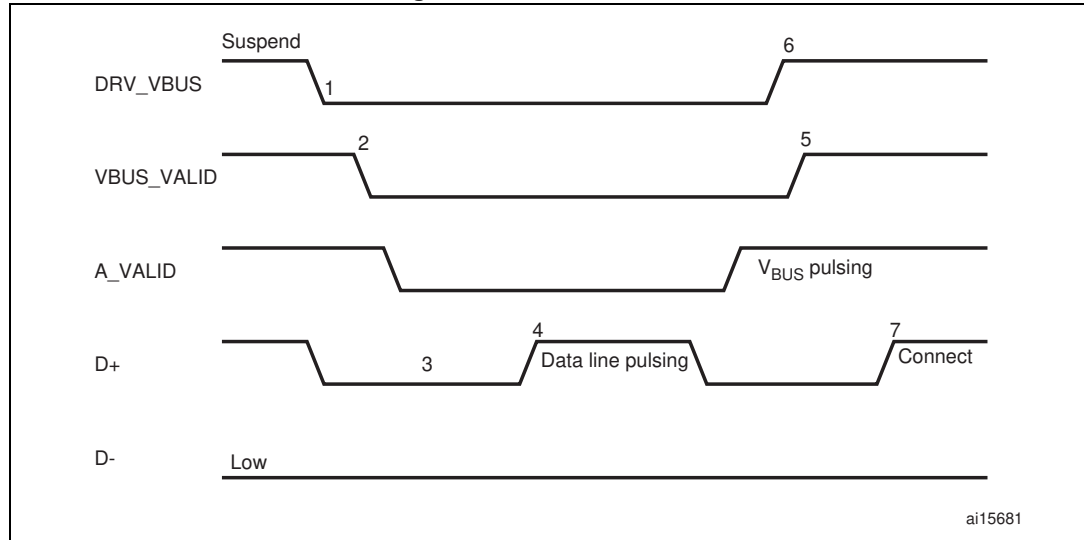 Suspend
6
DRV_VBUS
1
2
5
VBUS_VALID
A_VALID
VBUS pulsing
4
7
D+
3
Data line pulsing
Connect
D-
Low
ai15681